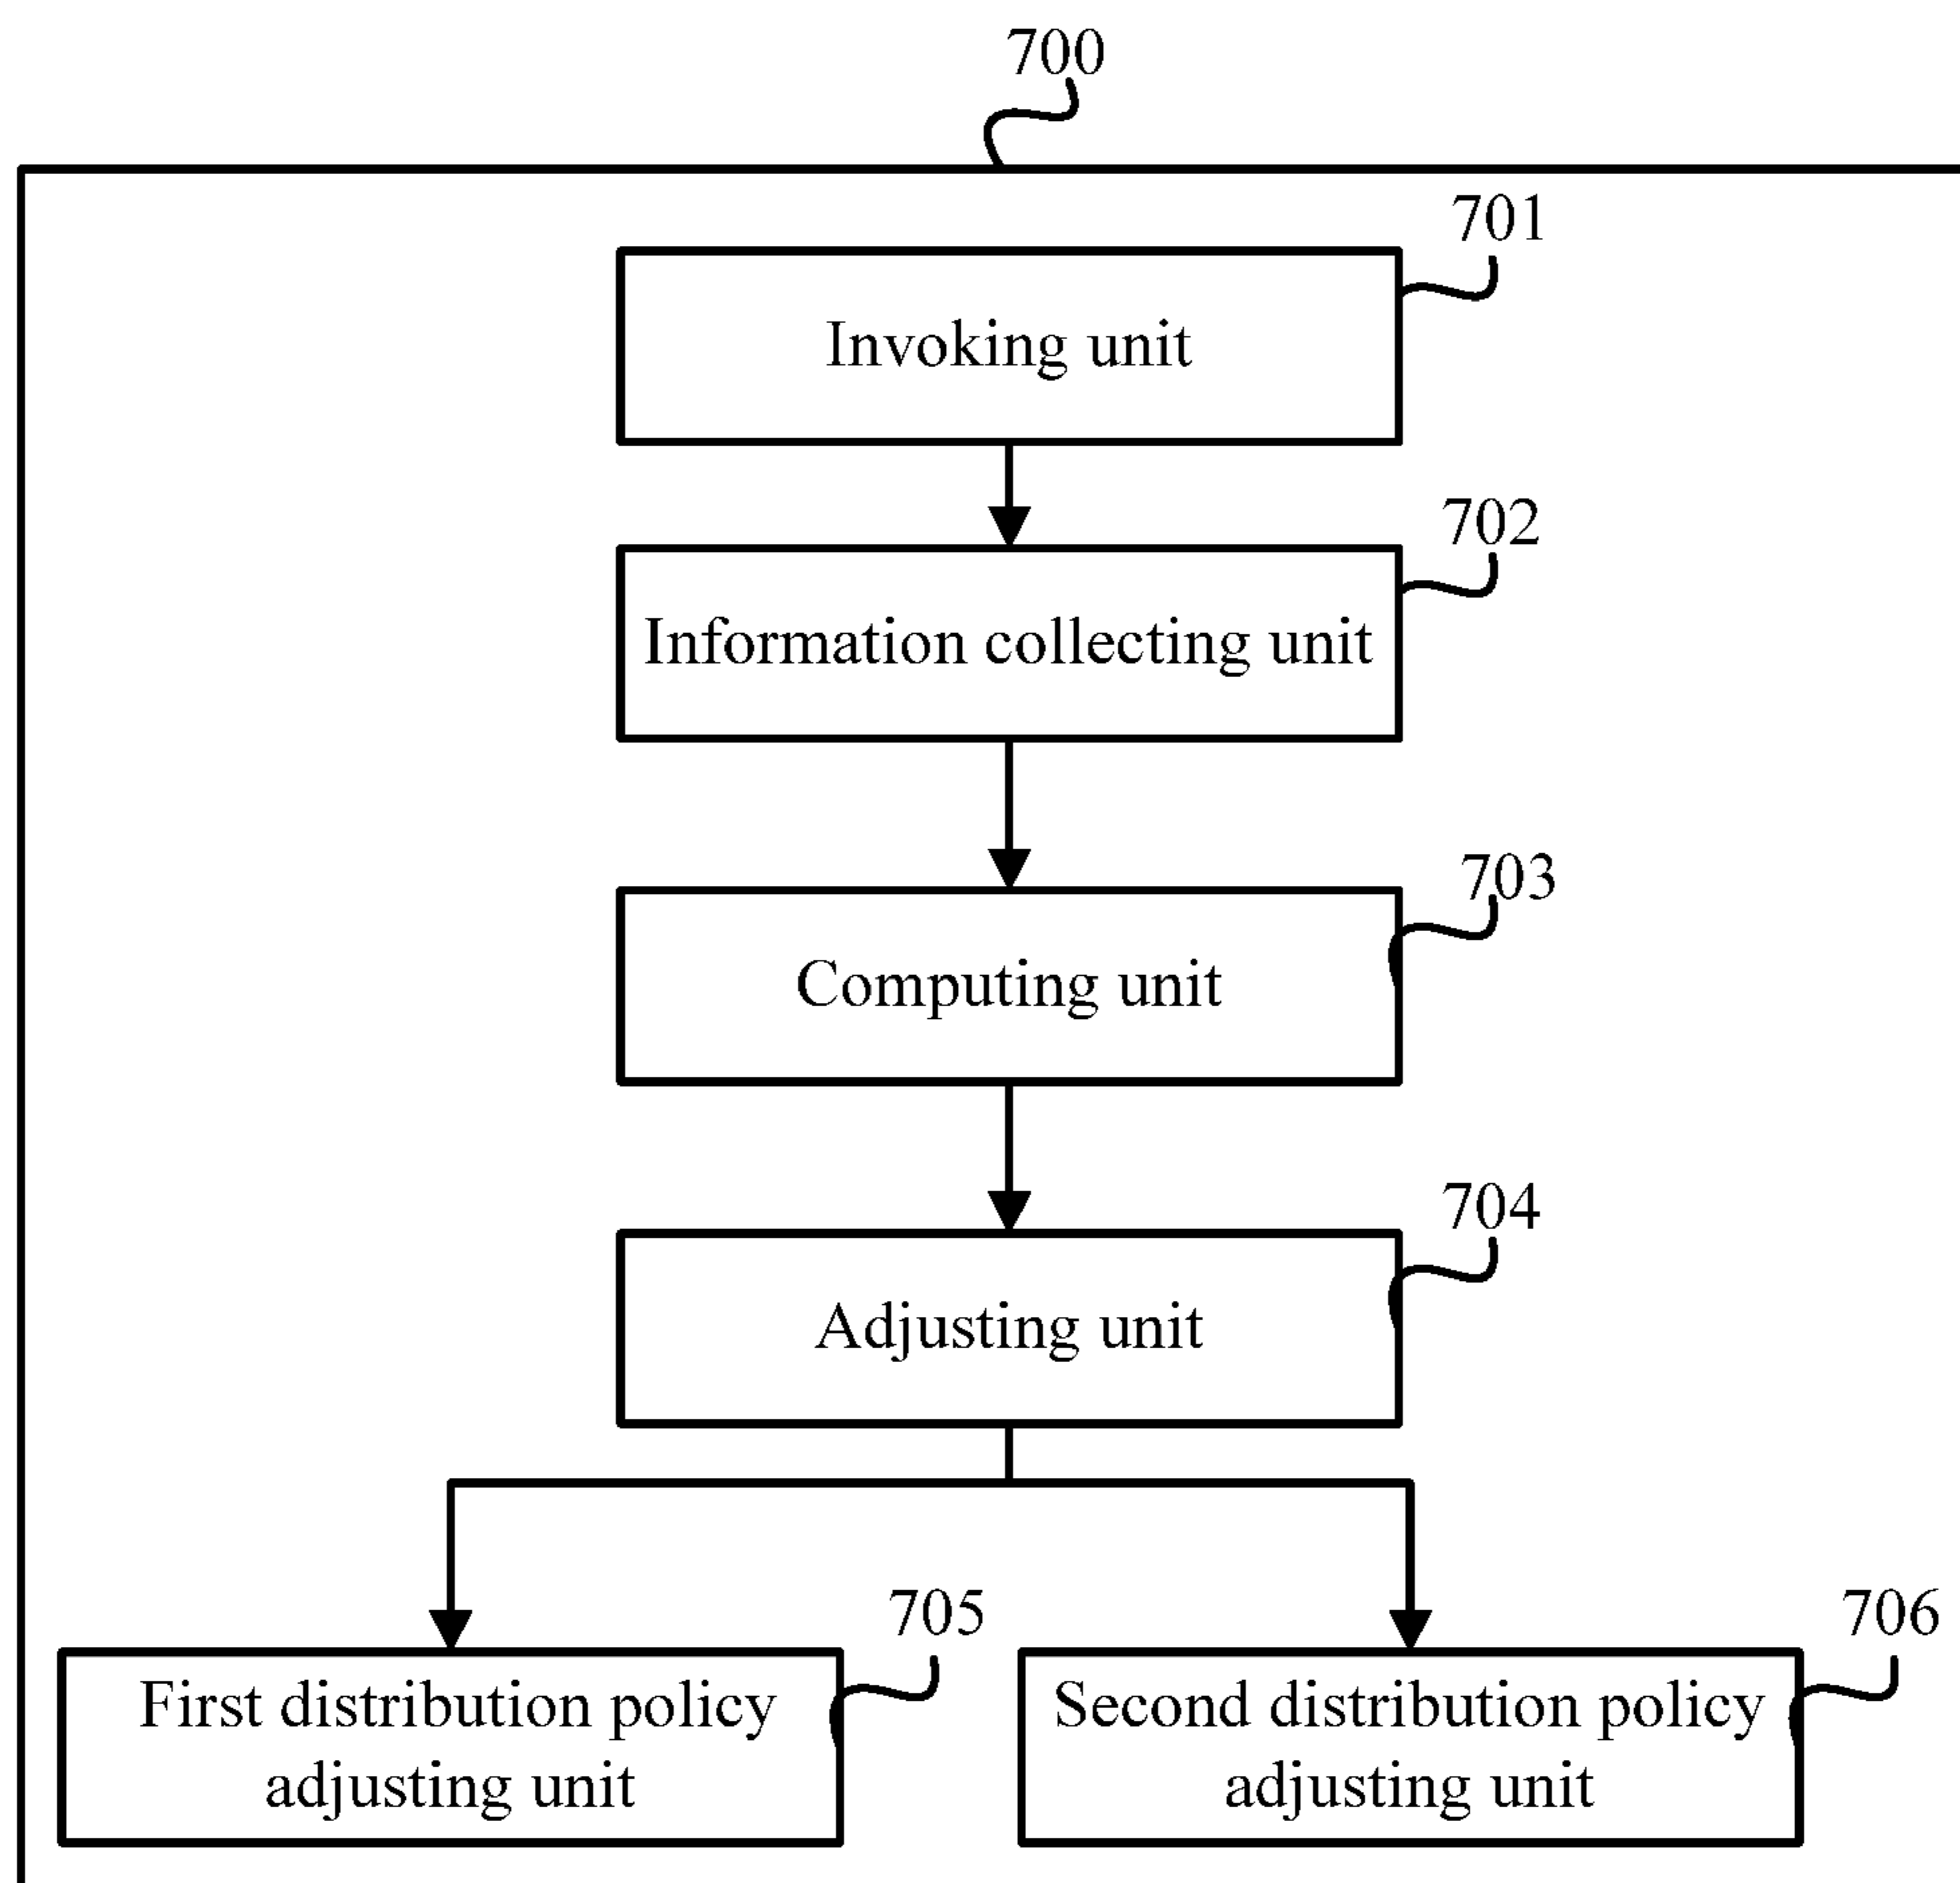 700
701
Invoking unit
702
Information collecting unit
703
Computing unit
704
Adjusting unit
705
First distribution policy
adjusting unit
706
Second distribution policy
adjusting unit